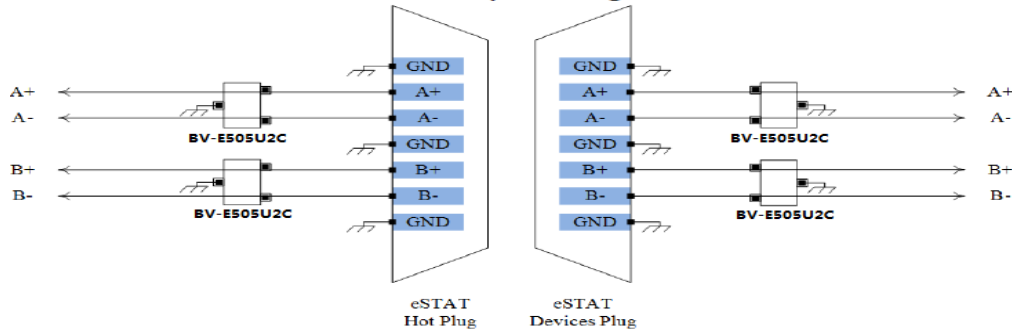 GND GND
A+ A+ A+ A+
A- A- A- A-
BV-E505U2C BV-E505U2C
GND GND
B+ B+ B+ B+
B- B- B- B-
BV-E505U2C BV-E505U2C
GND GND
eSTAT eSTAT
Hot Plug Devices Plug